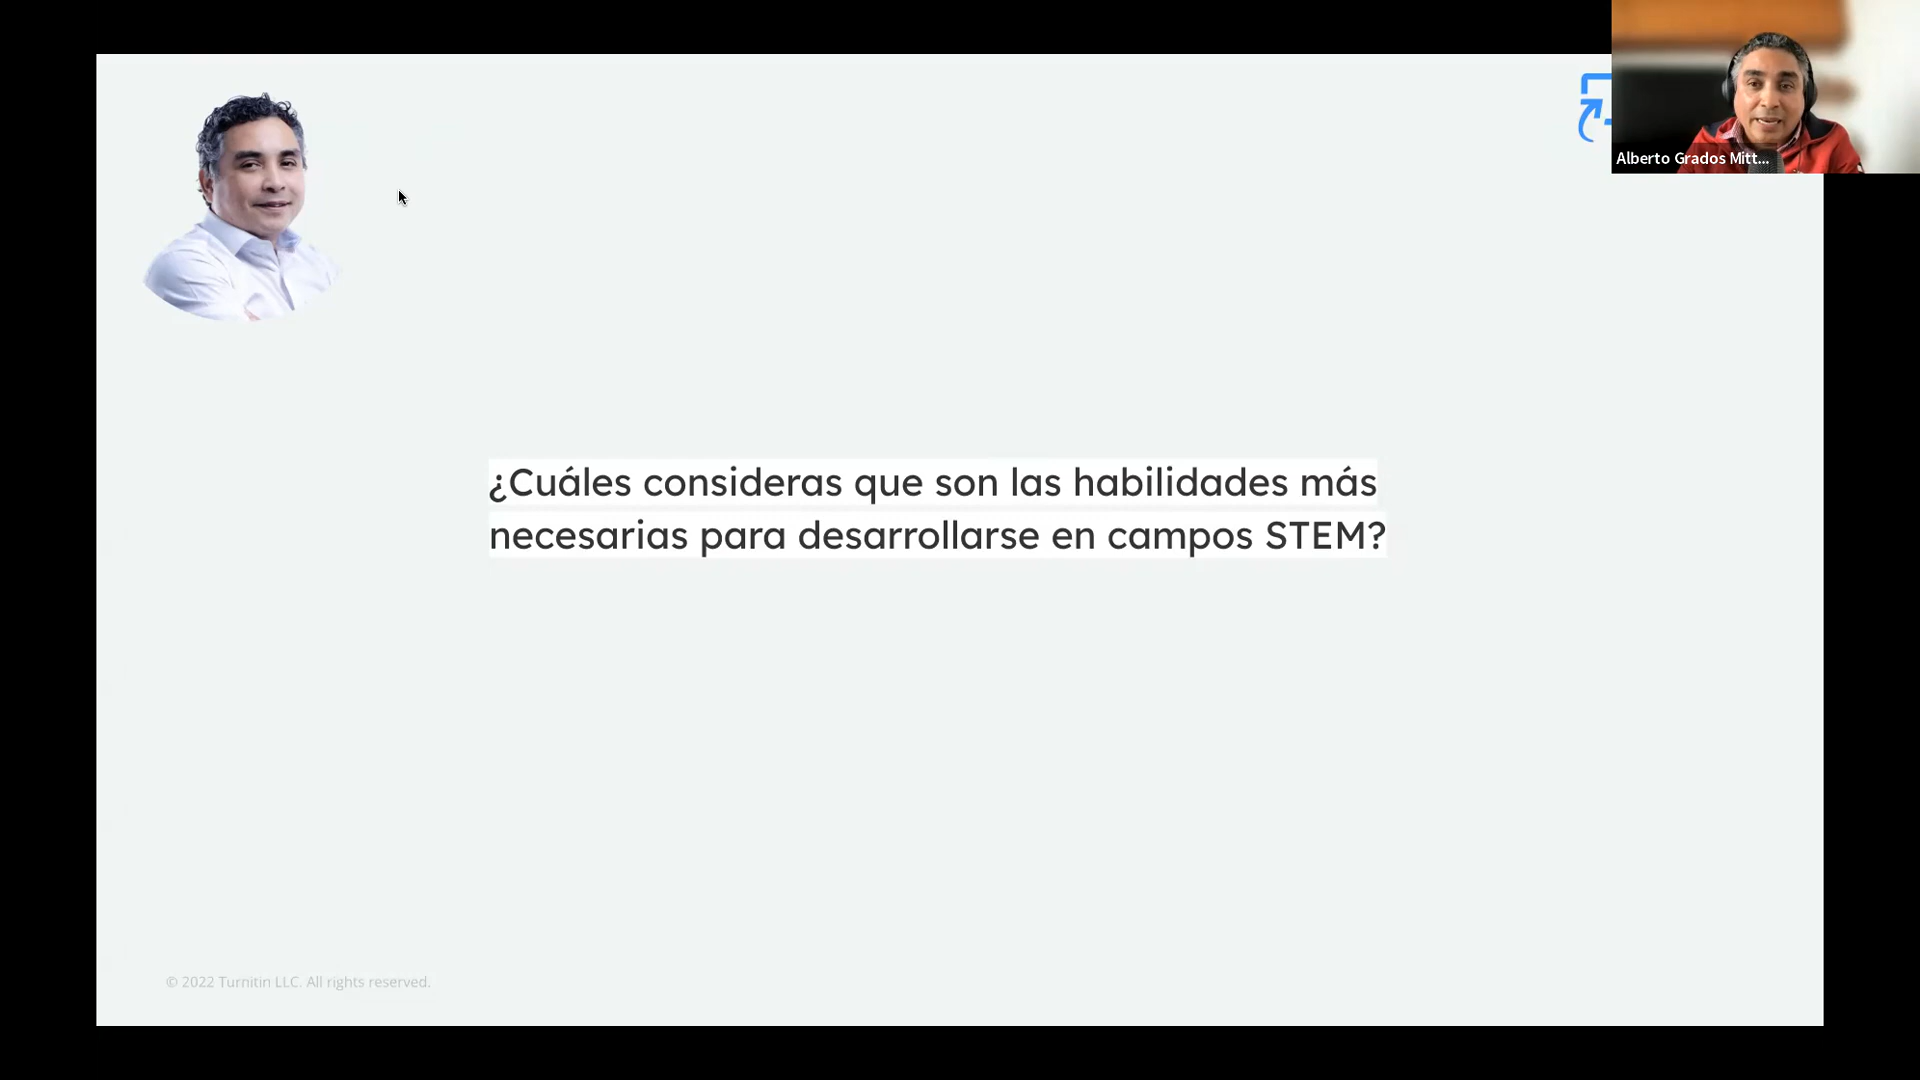 Alberto Grados Mitt...
¿Cuáles consideras que son las habilidades más
necesarias para desarrollarse en campos STEM?
© 2022 Turnitin LLC. All rights reserved.